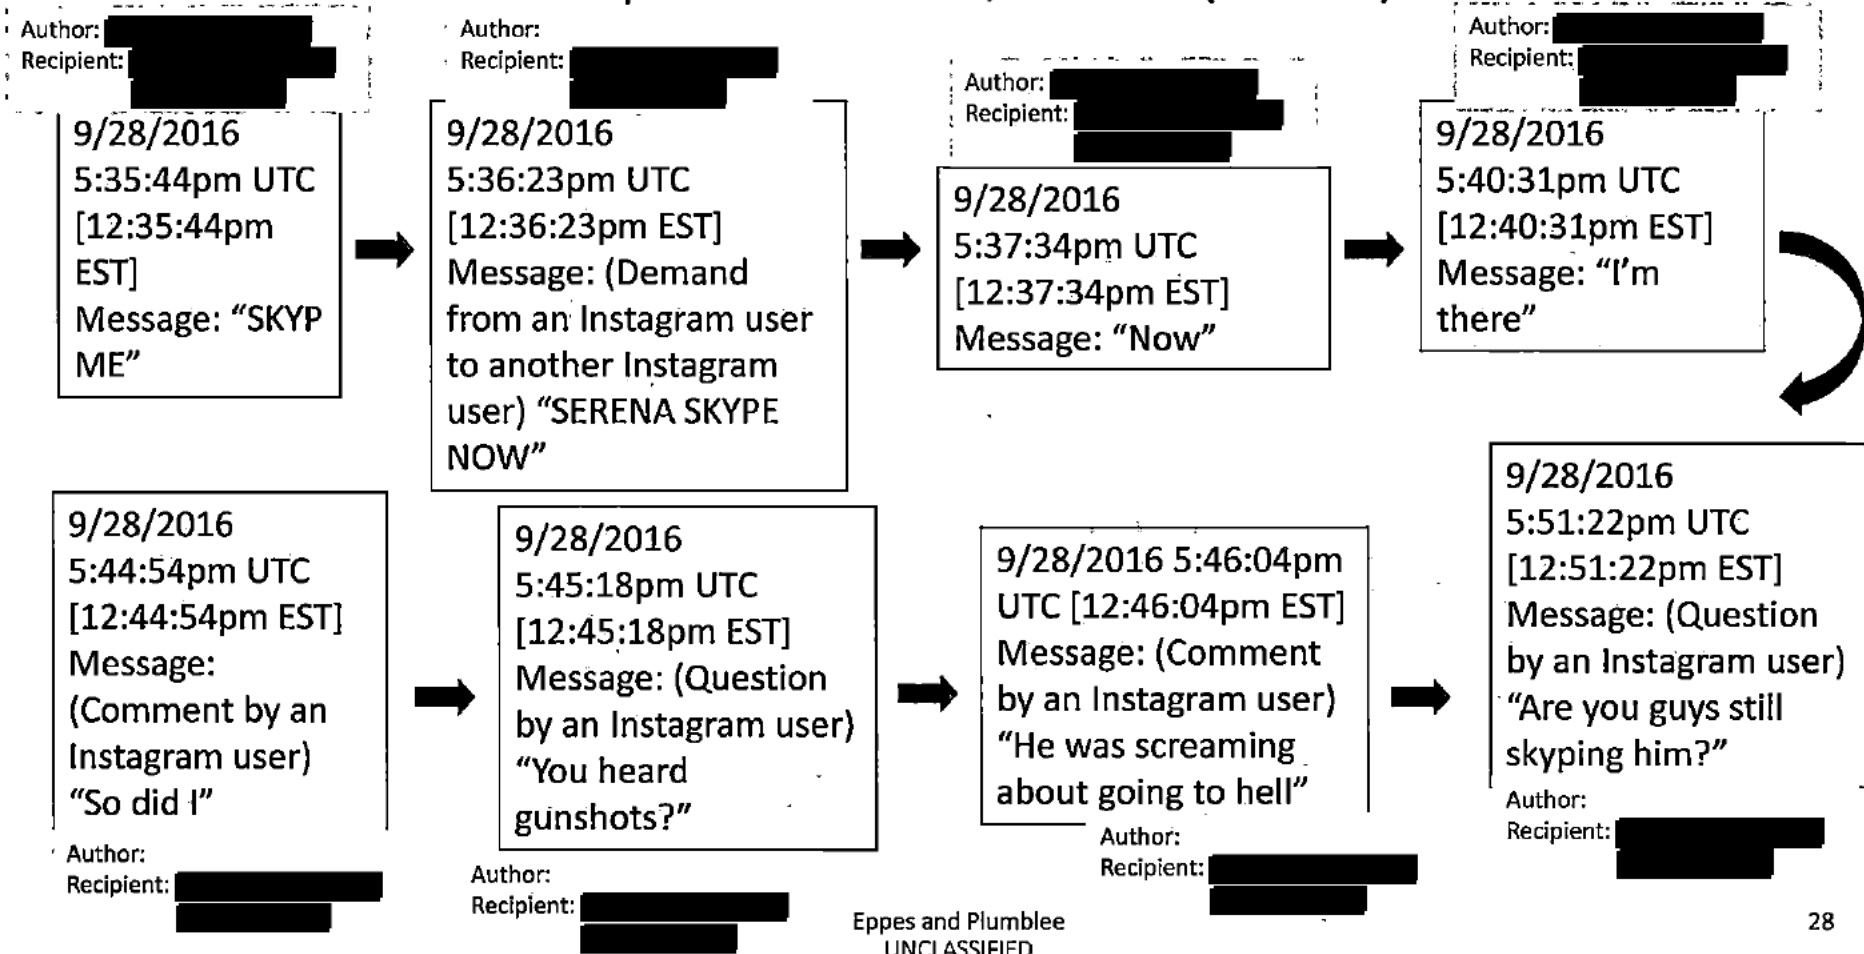 Author:
Recipient:
9/28/2016
5:35:44pm UTC
[12:35:44pm
EST]
Message: “SKYP
ME”
Author:
Recipient:
9/28/2016
5:36:23pm UTC
[12:36:23pm EST]
Message: (Demand
from an Instagram user
to another Instagram
user) “SERENA SKYPE
NOW”
Author:
Recipient:
9/28/2016
5:37:34pm UTC
[12:37:34pm EST]
Message: “Now”
Author:
Recipient:
9/28/2016
5:40:31pm UTC
[12:40:31pm EST]
Message: “I’m
there”
9/28/2016
5:44:54pm UTC
[12:44:54pm EST]
Message:
(Comment by an
Instagram user)
“So did I”
Author:
Recipient:
9/28/2016
5:45:18pm UTC
[12:45:18pm EST]
Message: (Question
by an Instagram user)
“You heard
gunshots?”
Author:
Recipient:
9/28/2016 5:46:04pm
UTC [12:46:04pm EST]
Message: (Comment
by an Instagram user)
“He was screaming
about going to hell”
Author:
Recipient:
9/28/2016
5:51:22pm UTC
[12:51:22pm EST]
Message: (Question
by an Instagram user)
“Are you guys still
skyping him?”
Author:
Recipient:
Eppes and Plumblee
UNCLASSIFIED
28